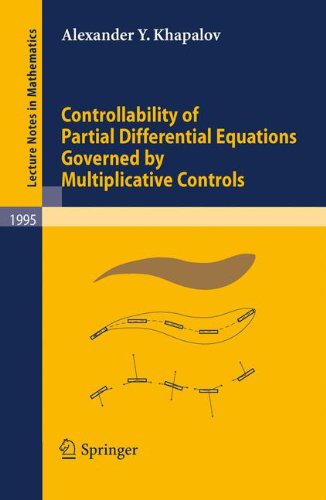 Alexander Y. Khapalov
Lecture Notes in Mathematics
1995
Controllability of
Partial Differential Equations
Governed by
Multiplicative Controls
Springer